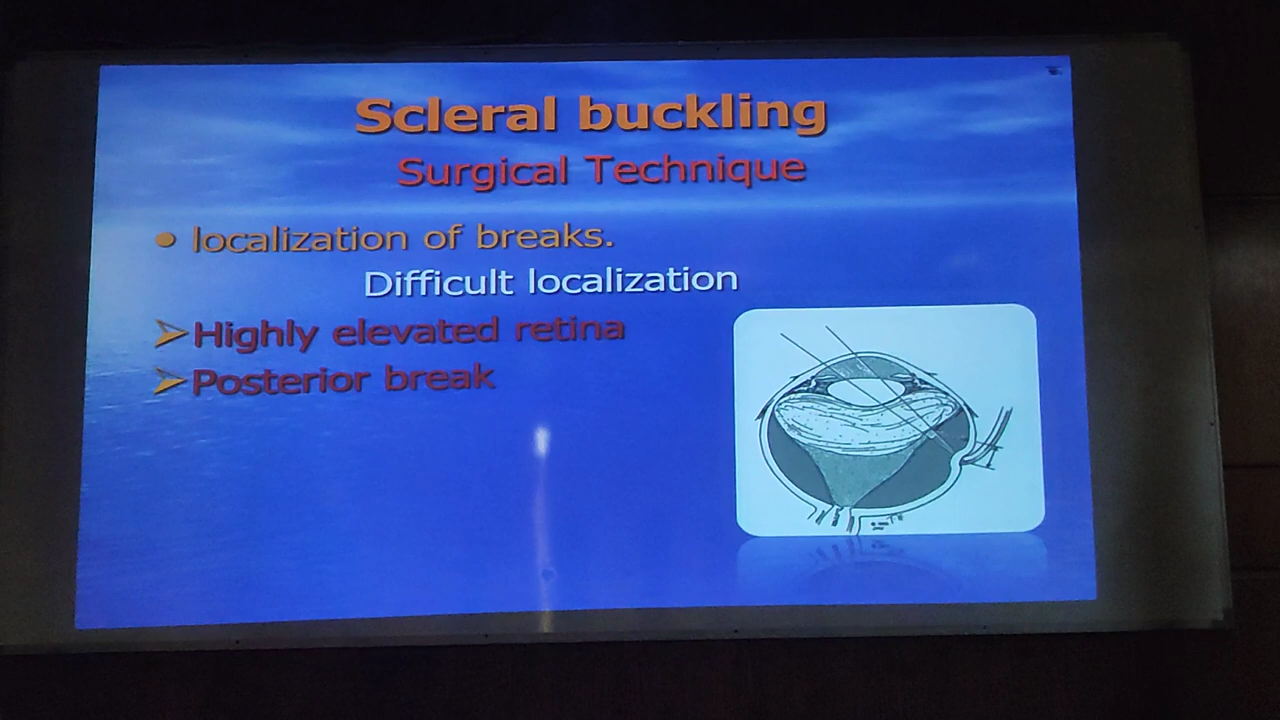 Scleral buckling
Surgical Technique
• localization of breaks.
Difficult localization
➢Highly elevated retina
➢Posterior break